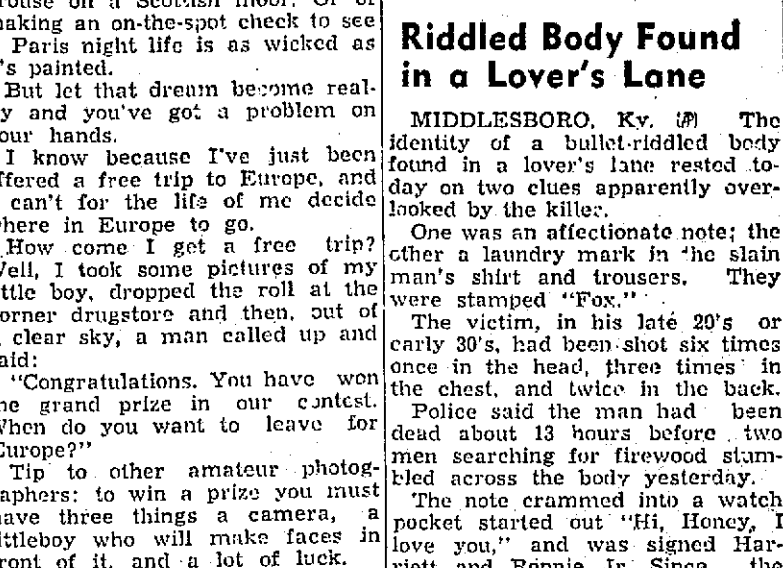 making an on-the-spot check to see
Paris night life is as wicked as
's painted.
But let that dream become real-
y and you've got a problem on
our hands.
I know because I've just been
ffered a free trip to Europe, and
can't for the life of me decide
here in Europe to go.
How come I get a free trip?
Well, I took some pictures of my
ttle boy, dropped the roll at the
orner drugstore and then, out of
clear sky, a man called up and
aid:
"Congratulations. You have won
he grand prize in our contest.
When do you want to leave for
Europe?"
Tip to other amateur photog-
aphers: to win a prize you must
have three things a camera, a
ittleboy who will make faces in
front of it, and a lot of luck.
Riddled Body Found
in a Lover's Lane
MIDDLESBORO, Ky. (AP) The
identity of a bullet-riddled body
found in a lover's lane rested to-
day on two clues apparently over-
looked by the killer.
One was an affectionate note; the
other a laundry mark in the slain
man's shirt and trousers. They
were stamped "Fox."
The victim, in his late 20's or
early 30's, had been shot six times
once in the head, three times in
the chest, and twice in the back.
Police said the man had been
dead about 13 hours before two
men searching for firewood stum-
bled across the body yesterday.
The note crammed into a watch
pocket started out "Hi, Honey, I
love you," and was signed Har-
riett and Ronnie Jr. Since the